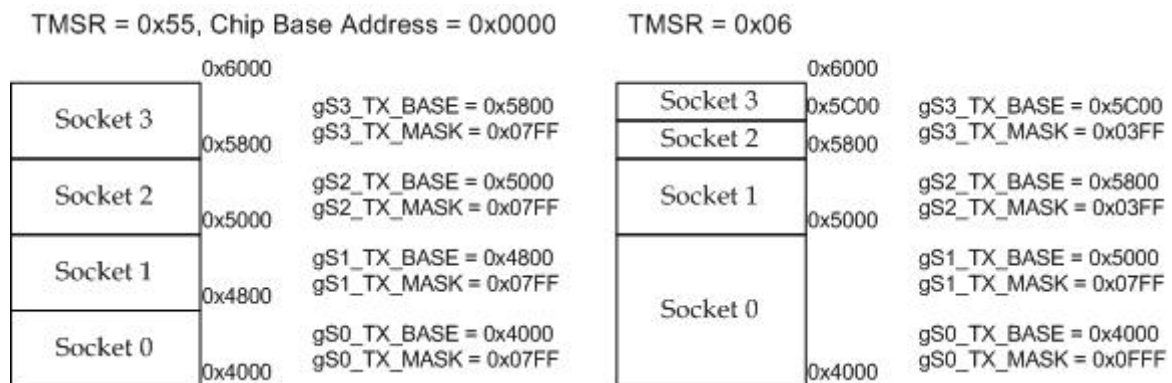 TMSR = 0x55, Chip Base Address = 0x0000
0x6000
Socket 3
gS3_TX_BASE = 0x5800
gS3_TX_MASK = 0x07FF
0x5800
Socket 2
gS2_TX_BASE = 0x5000
gS2_TX_MASK = 0x07FF
0x5000
Socket 1
gS1_TX_BASE = 0x4800
gS1_TX_MASK = 0x07FF
0x4800
Socket 0
gS0_TX_BASE = 0x4000
gS0_TX_MASK = 0x07FF
0x4000
TMSR = 0x06
0x6000
Socket 3
0x5C00
gS3_TX_BASE = 0x5C00
gS3_TX_MASK = 0x03FF
Socket 2
0x5800
gS2_TX_BASE = 0x5800
gS2_TX_MASK = 0x03FF
Socket 1
0x5000
gS1_TX_BASE = 0x5000
gS1_TX_MASK = 0x07FF
Socket 0
gS0_TX_BASE = 0x4000
gS0_TX_MASK = 0x0FFF
0x4000